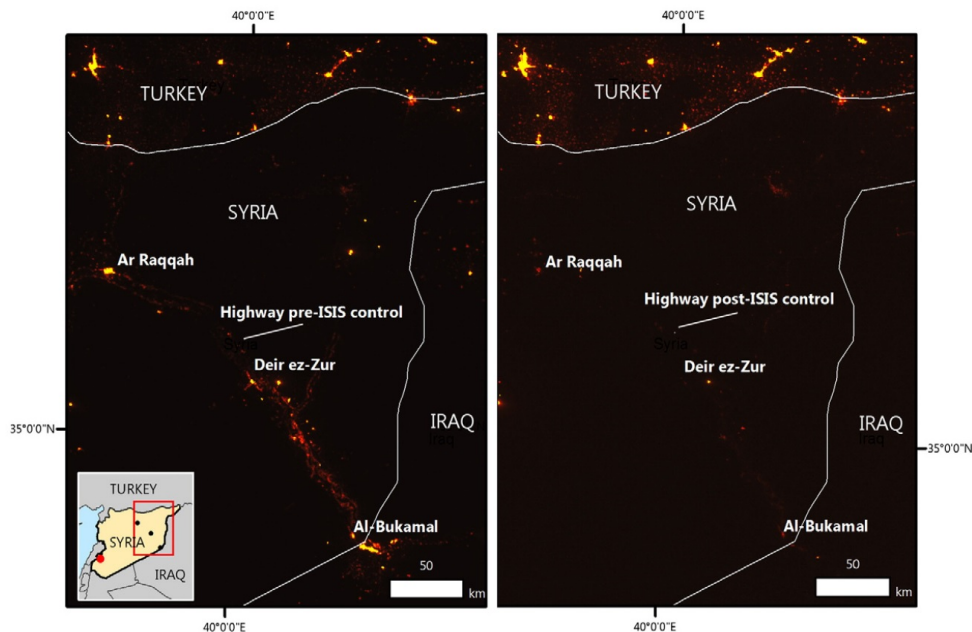 40°0'0"E
TURKEY
SYRIA
Ar Raqqah
Highway pre-ISIS control
Syria
Deir ez-Zur
IRAQ
Iraq
35°0'0"N
Al-Bukamal
50
km
TURKEY
SYRIA
IRAQ
40°0'0"E
40°0'0"E
TURKEY
SYRIA
Ar Raqqah
Highway post-ISIS control
Syria
Deir ez-Zur
IRAQ
Iraq
35°0'0"N
Al-Bukamal
50
km
40°0'0"E